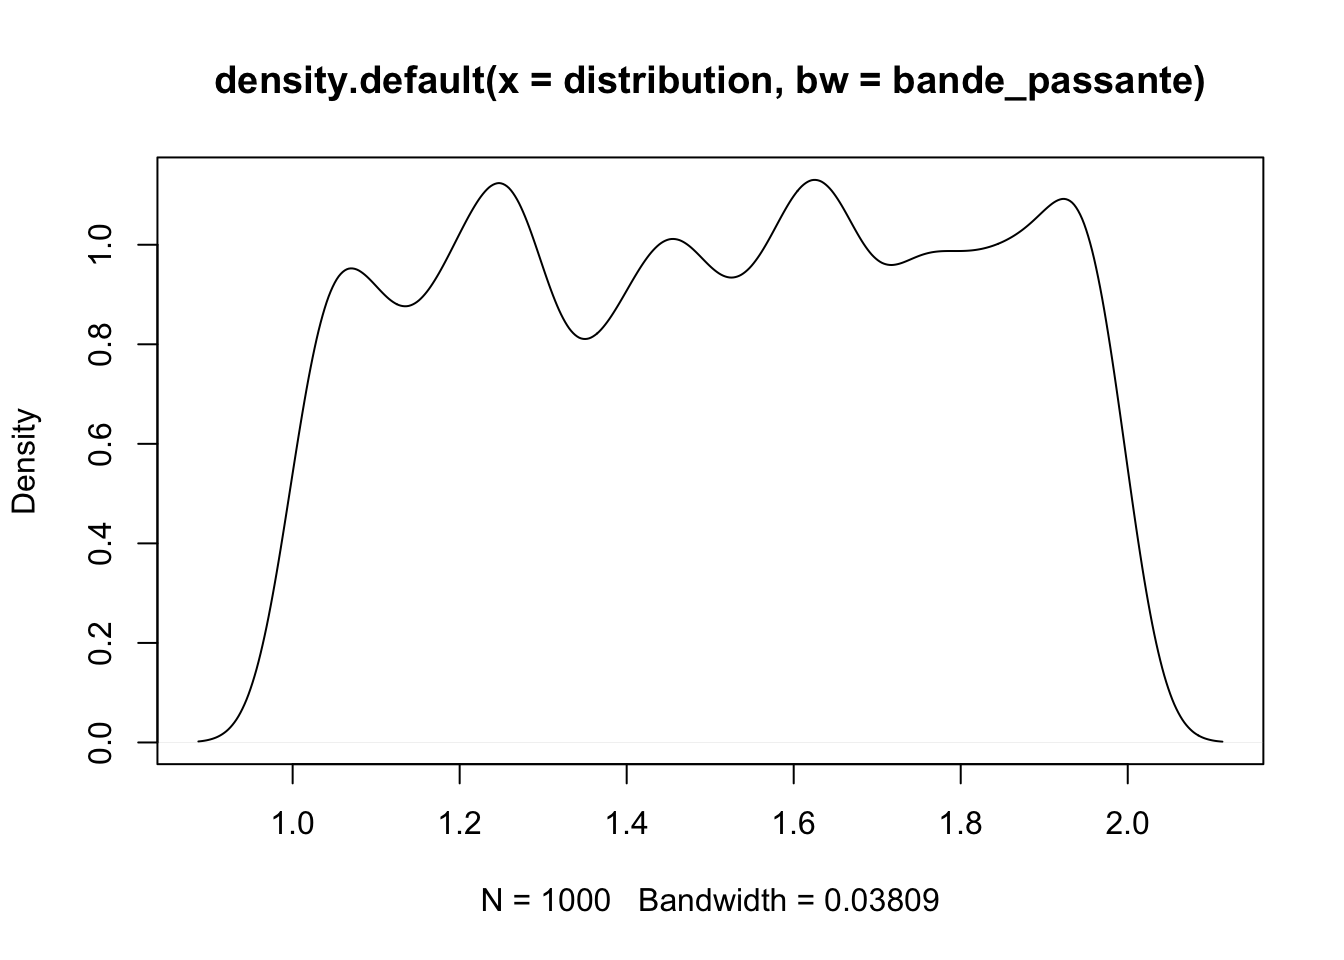 density.default(x = distribution, bw = bande_passante)
Density
0.0 0.2 0.4 0.6 0.8 1.0
1.0 1.2 1.4 1.6 1.8 2.0
N = 1000 Bandwidth = 0.03809